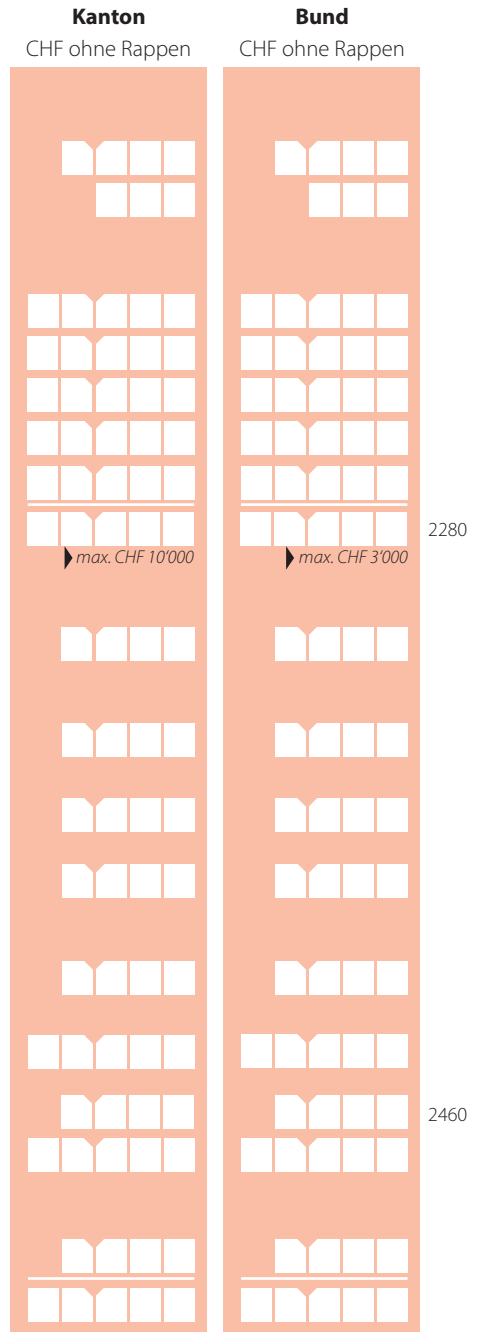 Kanton Bund
CHF ohne Rappen CHF ohne Rappen
2280
max. CHF 10’000 max. CHF 3’000
2460